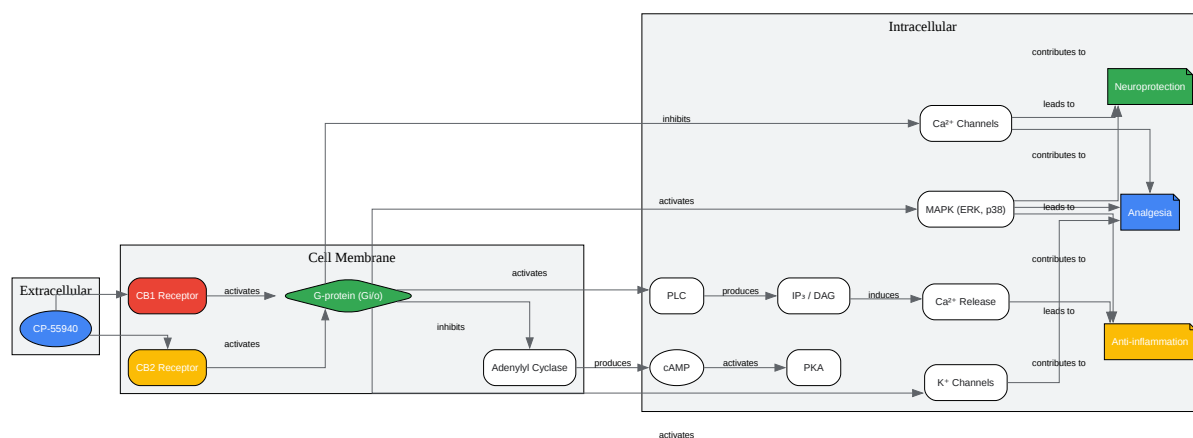 Intracellular
contributes to
Neuroprotection
leads to
Ca²⁺ Channels
inhibits
contributes to
MAPK (ERK, p38)
activates
leads to
Analgesia
Cell Membrane
Extracellular
CP-55940
CB1 Receptor
activates
G-protein (Gi/o)
activates
PLC
produces
IP₃ / DAG
induces
Ca²⁺ Release
contributes to
leads to
Anti-inflammation
CB2 Receptor
activates
inhibits
Adenylyl Cyclase
produces
cAMP
activates
PKA
K⁺ Channels
contributes to
activates